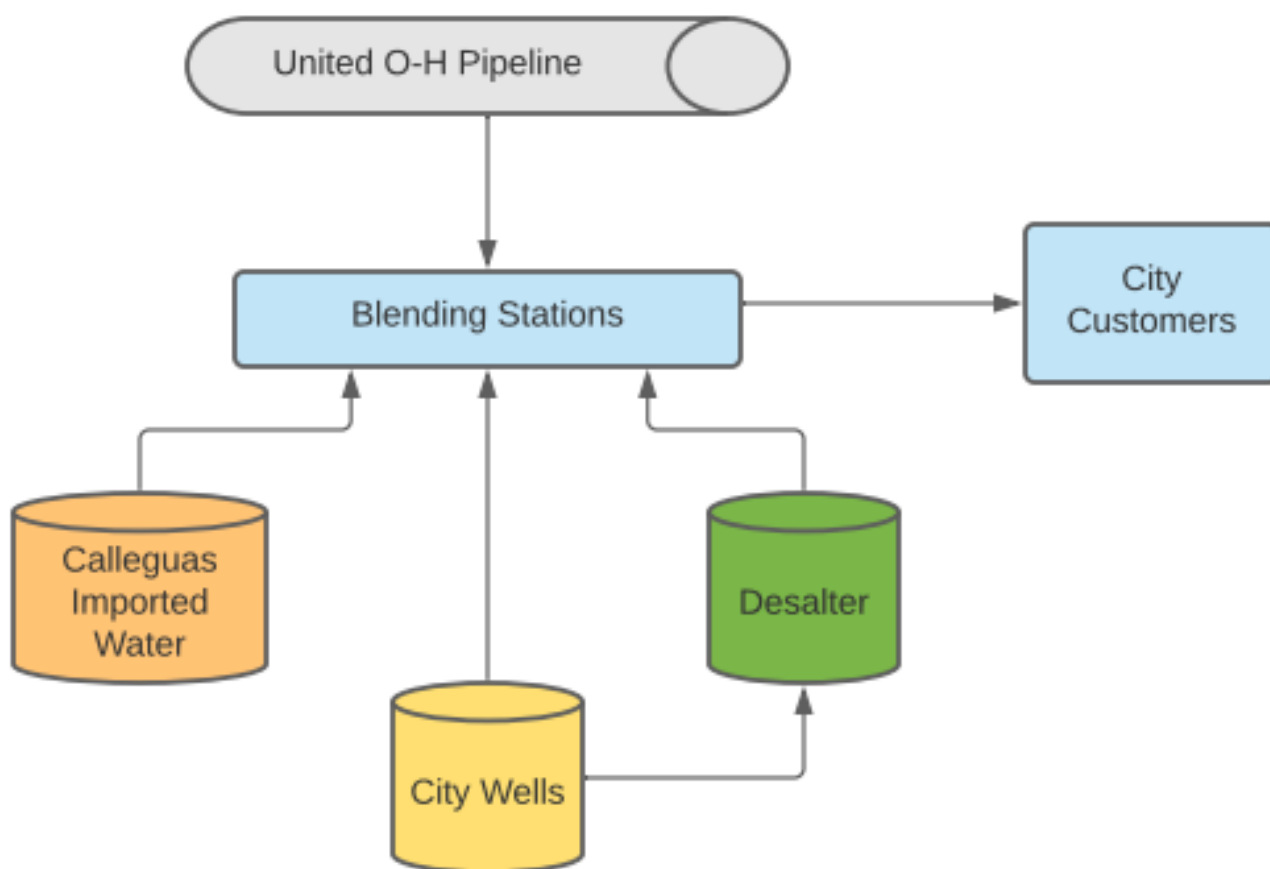 United O-H Pipeline
Blending Stations
City
Customers
Calleguas
Imported
Water
Desalter
City Wells